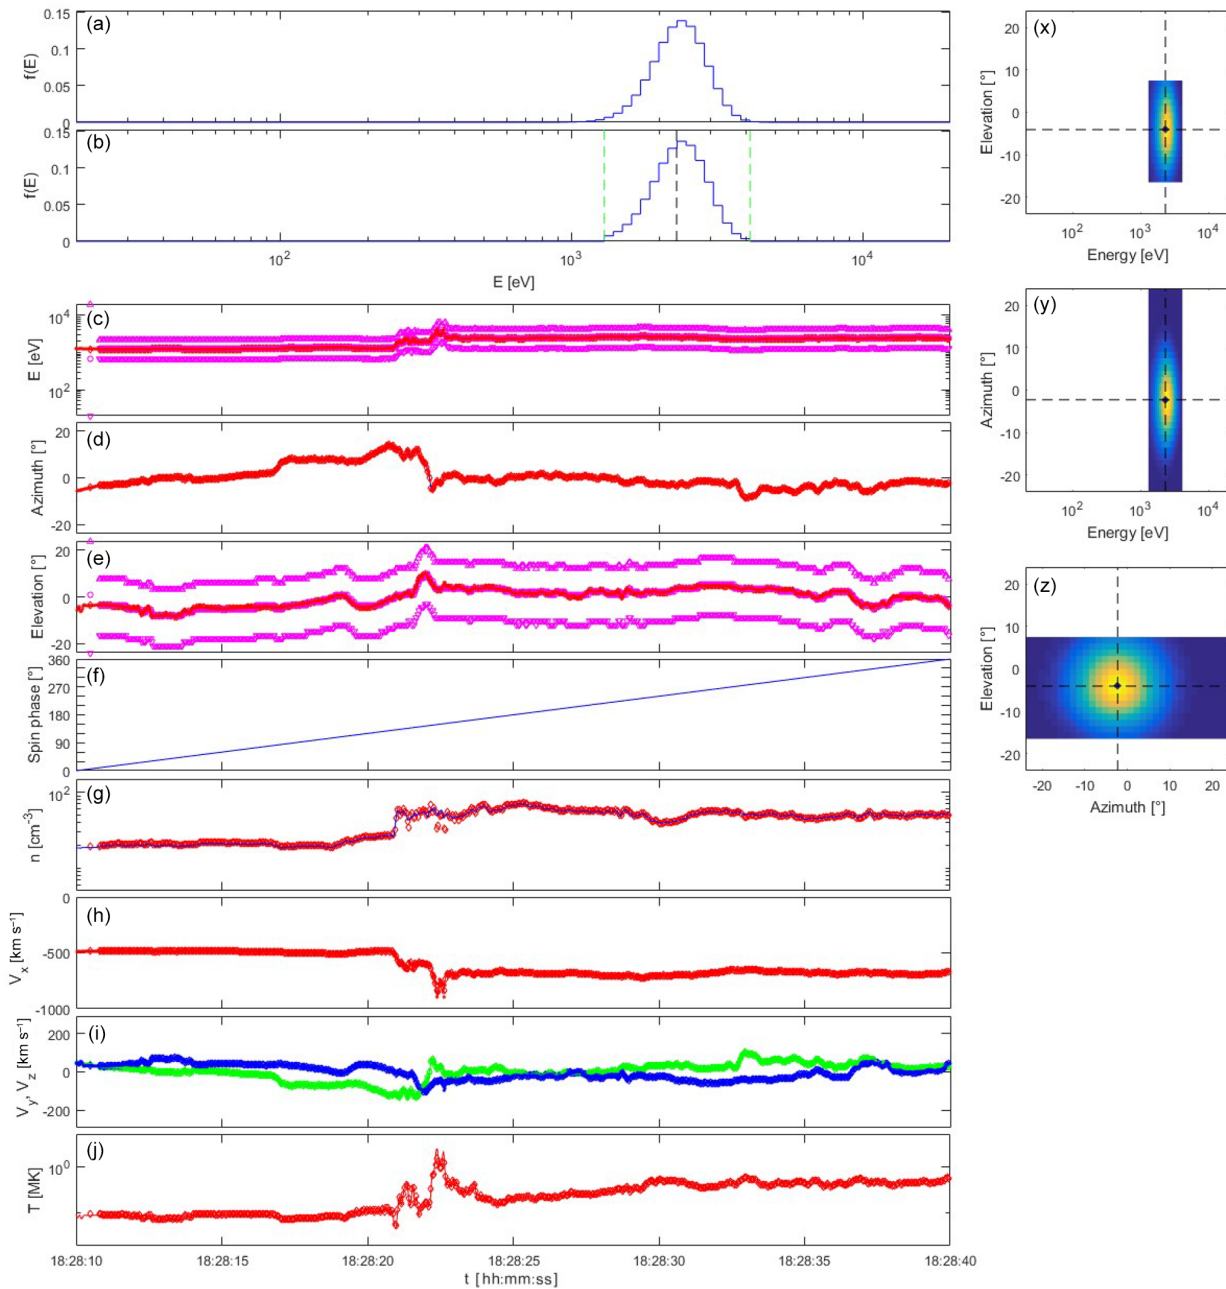 (a)
0.15
0.1
0.05
0
f(E)
(b)
0.15
0.1
0.05
0
f(E)
10² 10³ 10⁴
E [eV]
(c)
10⁴
10²
E [eV]
(d)
20
0
-20
Azimuth [°]
(e)
20
0
-20
Elevation [°]
(f)
360
270
180
90
0
Spin phase [°]
(g)
10²
n [cm⁻³]
(h)
0
-500
-1000
Vₓ [km s⁻¹]
(i)
200
0
-200
V_y, V_z [km s⁻¹]
(j)
10⁰
T [MK]
18:28:10 18:28:15 18:28:20 18:28:25 18:28:30 18:28:35 18:28:40
t [hh:mm:ss]
(x)
20
10
0
-10
-20
Elevation [°]
10² 10³ 10⁴
Energy [eV]
(y)
20
10
0
-10
-20
Azimuth [°]
10² 10³ 10⁴
Energy [eV]
(z)
20
10
0
-10
-20
Elevation [°]
-20 -10 0 10 20
Azimuth [°]